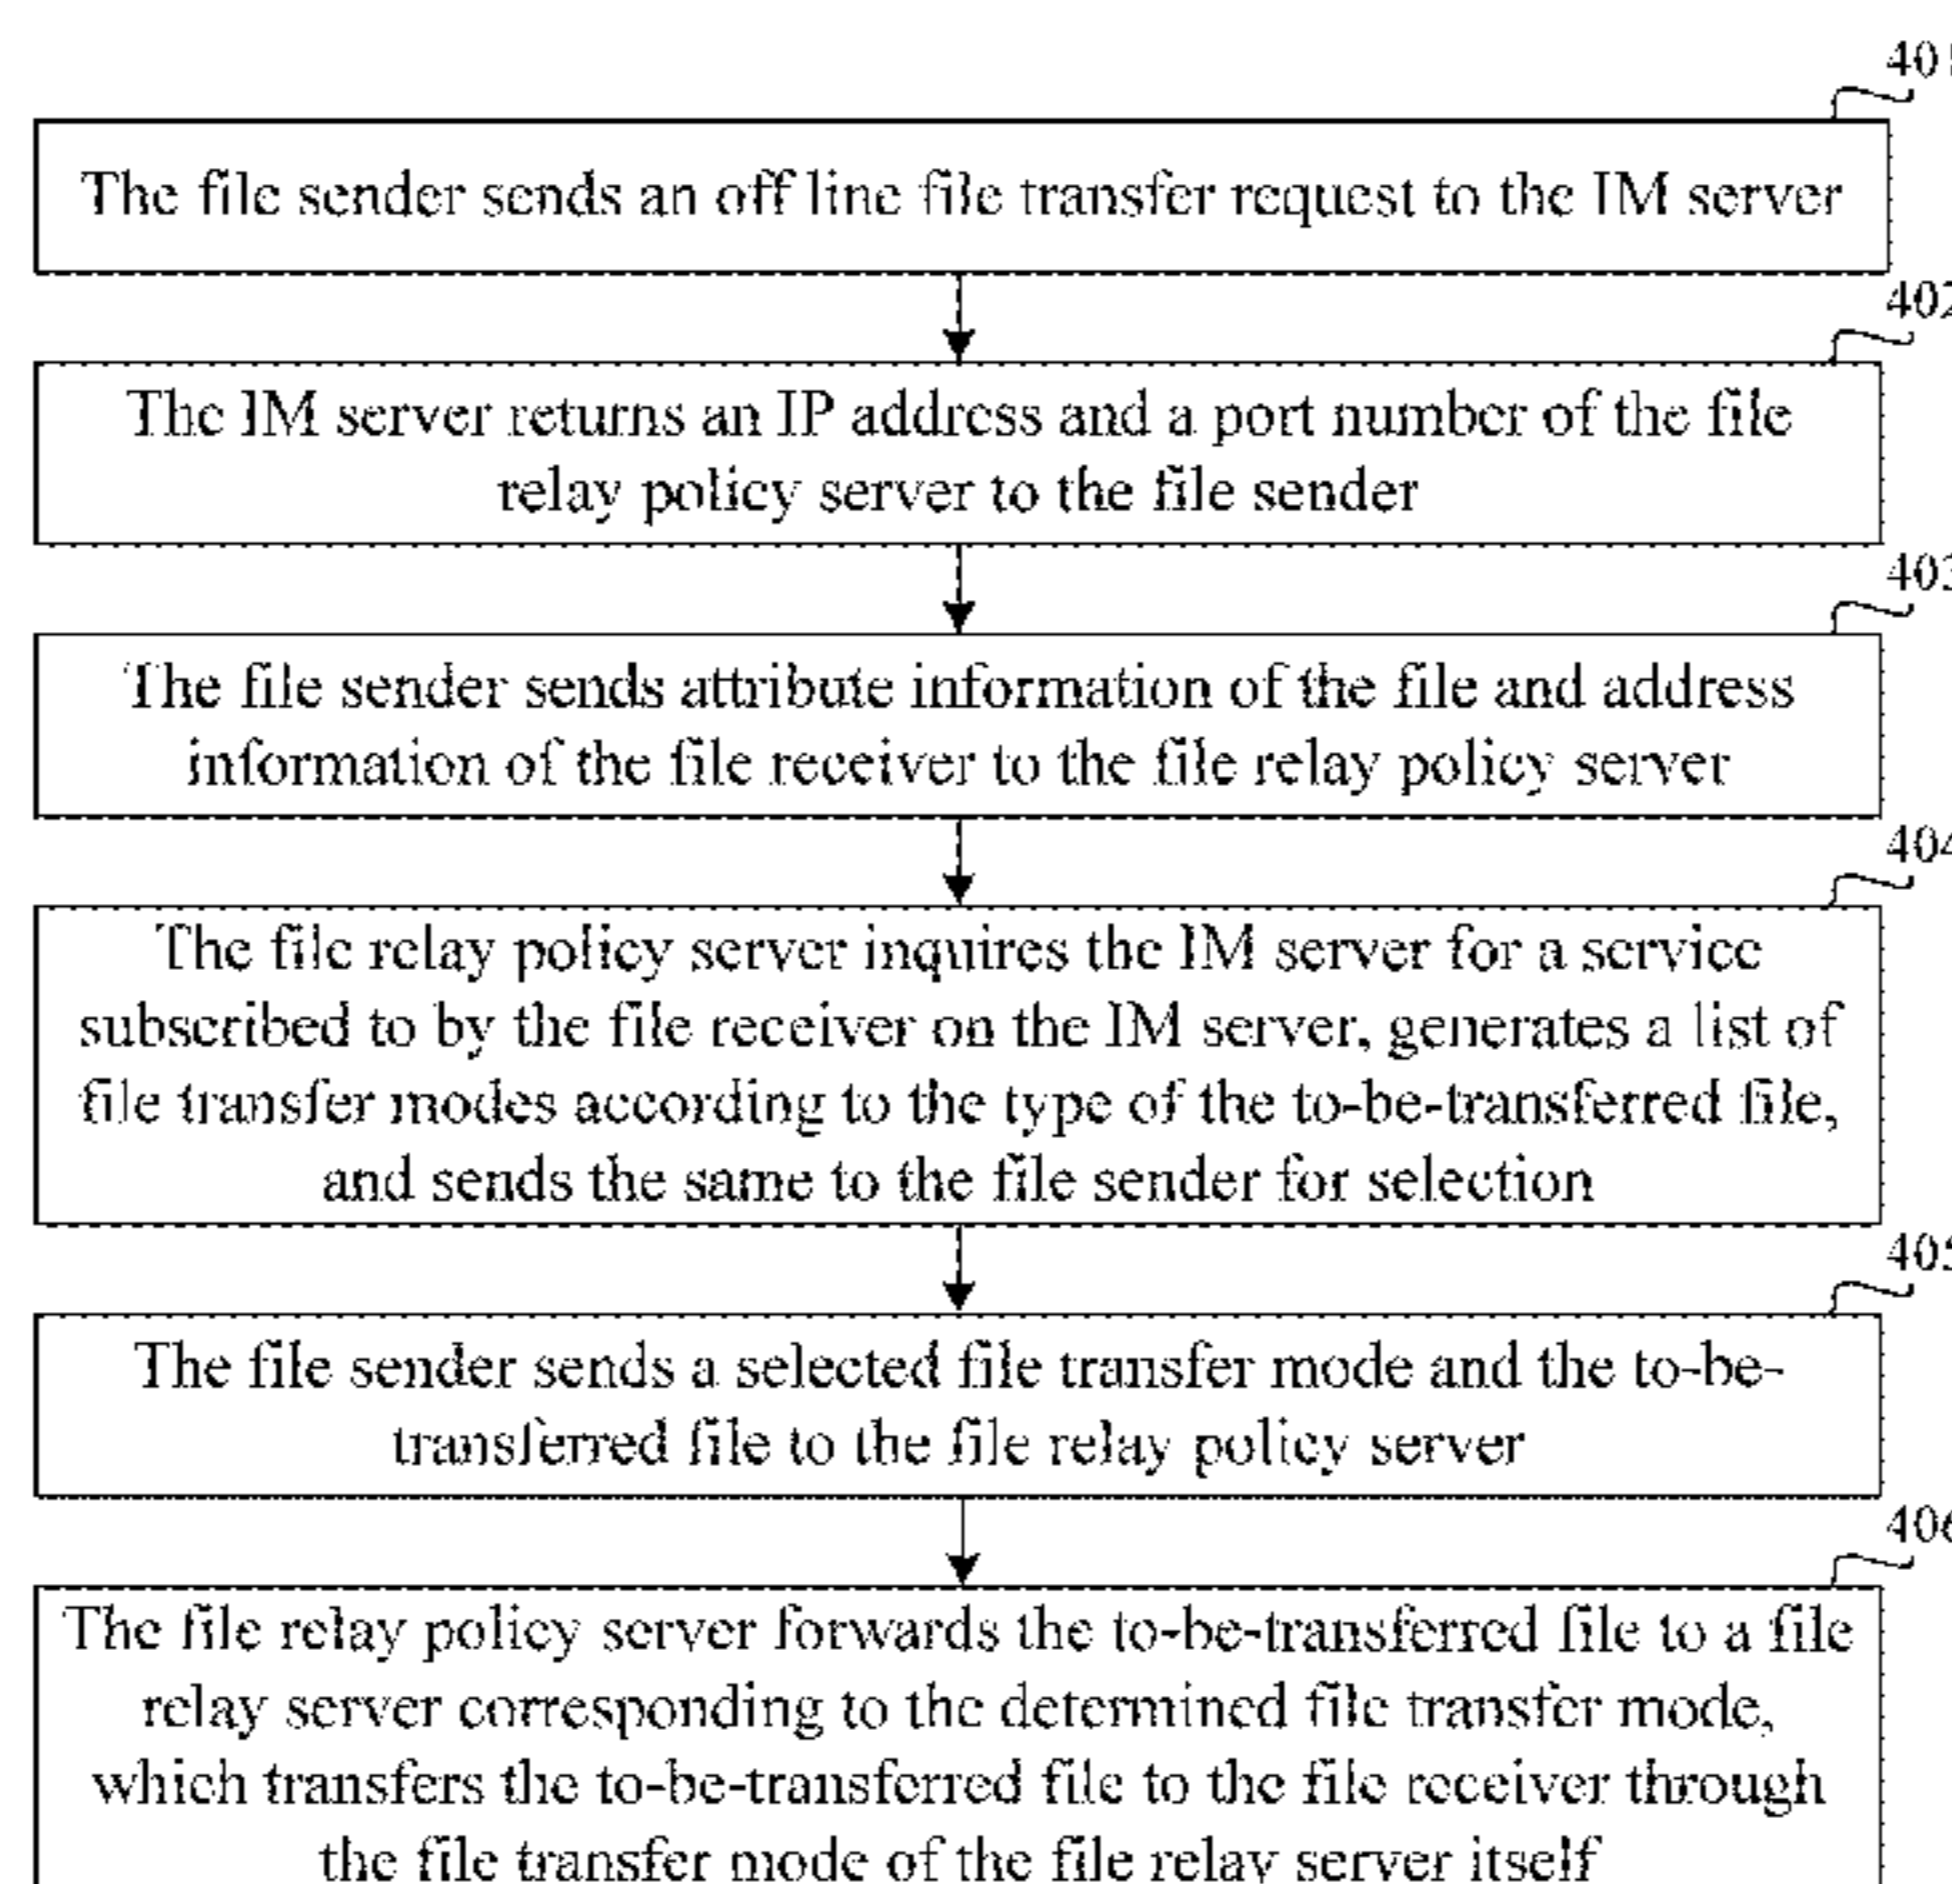 The file sender sends an off line file transfer request to the IM server
402
The IM server returns an IP address and a port number of the file
relay policy server to the file sender
403
The file sender sends attribute information of the file and address
information of the file receiver to the file relay policy server
404
The file relay policy server inquires the IM server for a service
subscribed to by the file receiver on the IM server, generates a list of
file transfer modes according to the type of the to-be-transferred file,
and sends the same to the file sender for selection
405
The file sender sends a selected file transfer mode and the to-be-
transferred file to the file relay policy server
406
The file relay policy server forwards the to-be-transferred file to a file
relay server corresponding to the determined file transfer mode,
which transfers the to-be-transferred file to the file receiver through
the file transfer mode of the file relay server itself